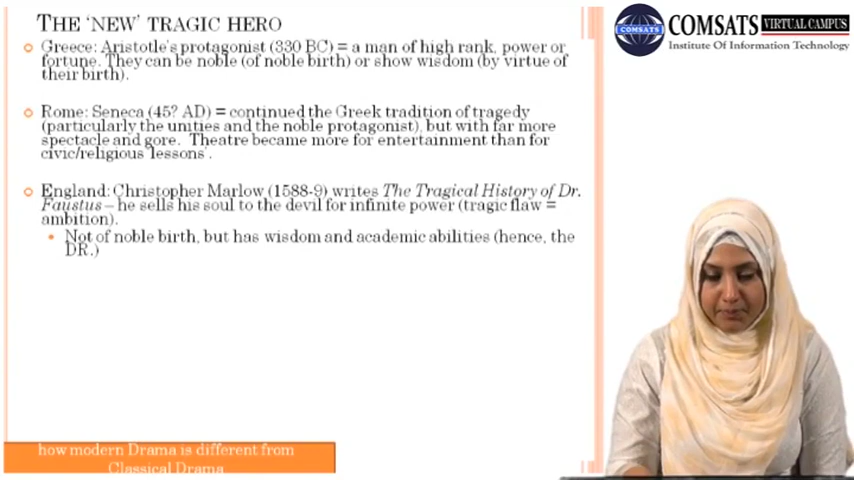 THE 'NEW' TRAGIC HERO
Greece: Aristotle's protagonist (330 BC) = a man of high rank, power or
fortune. They can be noble (of noble birth) or show wisdom (by virtue of
their birth).
Rome: Seneca (45? AD) = continued the Greek tradition of tragedy
(particularly the unities and the noble protagonist), but with far more
spectacle and gore. Theatre became more for entertainment than for
civic/religious 'lessons'.
England: Christopher Marlow (1588-9) writes The Tragical History of Dr.
Faustus – he sells his soul to the devil for infinite power (tragic flaw =
ambition).
Not of noble birth, but has wisdom and academic abilities (hence, the
DR.)
how modern Drama is different from
Classical Drama
COMSATS
COMSATS VIRTUAL CAMPUS
Institute Of Information Technology